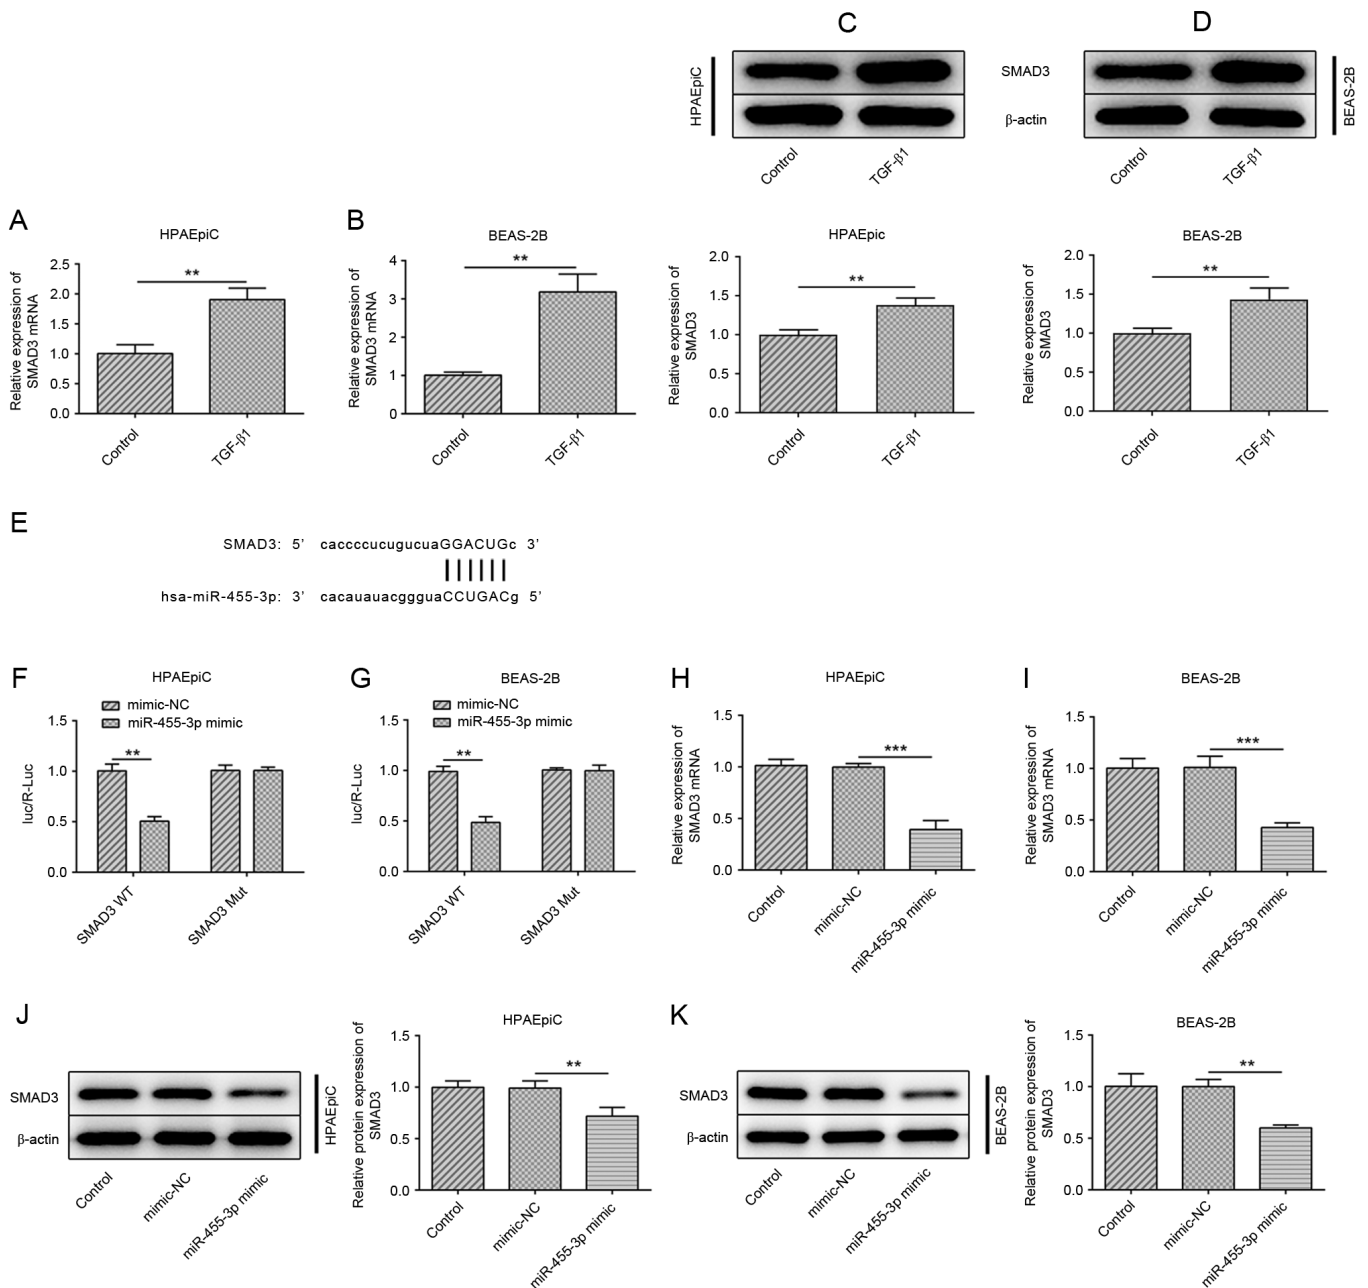 C
D
HPAEpiC
SMAD3
β-actin
BEAS-2B
Control
TGF-β1
Control
TGF-β1
A
HPAEpiC
Relative expression of
SMAD3 mRNA
2.5
2.0
1.5
1.0
0.5
0.0
**
Control
TGF-β1
B
BEAS-2B
Relative expression of
SMAD3 mRNA
4
3
2
1
0
**
Control
TGF-β1
HPAEpic
Relative expression of
SMAD3
2.0
1.5
1.0
0.5
0.0
**
Control
TGF-β1
BEAS-2B
Relative expression of
SMAD3
2.0
1.5
1.0
0.5
0.0
**
Control
TGF-β1
E
SMAD3: 5’ caccccucugucuaGGACUGc 3’
hsa-miR-455-3p: 3’ cacauauacggguaCCUGACg 5’
F
HPAEpiC
mimic-NC
miR-455-3p mimic
luc/R-Luc
1.5
1.0
0.5
0.0
**
SMAD3 WT
SMAD3 Mut
G
BEAS-2B
mimic-NC
miR-455-3p mimic
luc/R-Luc
1.5
1.0
0.5
0.0
**
SMAD3 WT
SMAD3 Mut
H
HPAEpiC
Relative expression of
SMAD3 mRNA
1.5
1.0
0.5
0.0
***
Control
mimic-NC
miR-455-3p mimic
I
BEAS-2B
Relative expression of
SMAD3 mRNA
1.5
1.0
0.5
0.0
***
Control
mimic-NC
miR-455-3p mimic
J
SMAD3
β-actin
HPAEpiC
Control
mimic-NC
miR-455-3p mimic
HPAEpiC
Relative protein expression of
SMAD3
1.5
1.0
0.5
0.0
**
Control
mimic-NC
miR-455-3p mimic
K
SMAD3
β-actin
BEAS-2B
Control
mimic-NC
miR-455-3p mimic
BEAS-2B
Relative protein expression of
SMAD3
1.5
1.0
0.5
0.0
**
Control
mimic-NC
miR-455-3p mimic